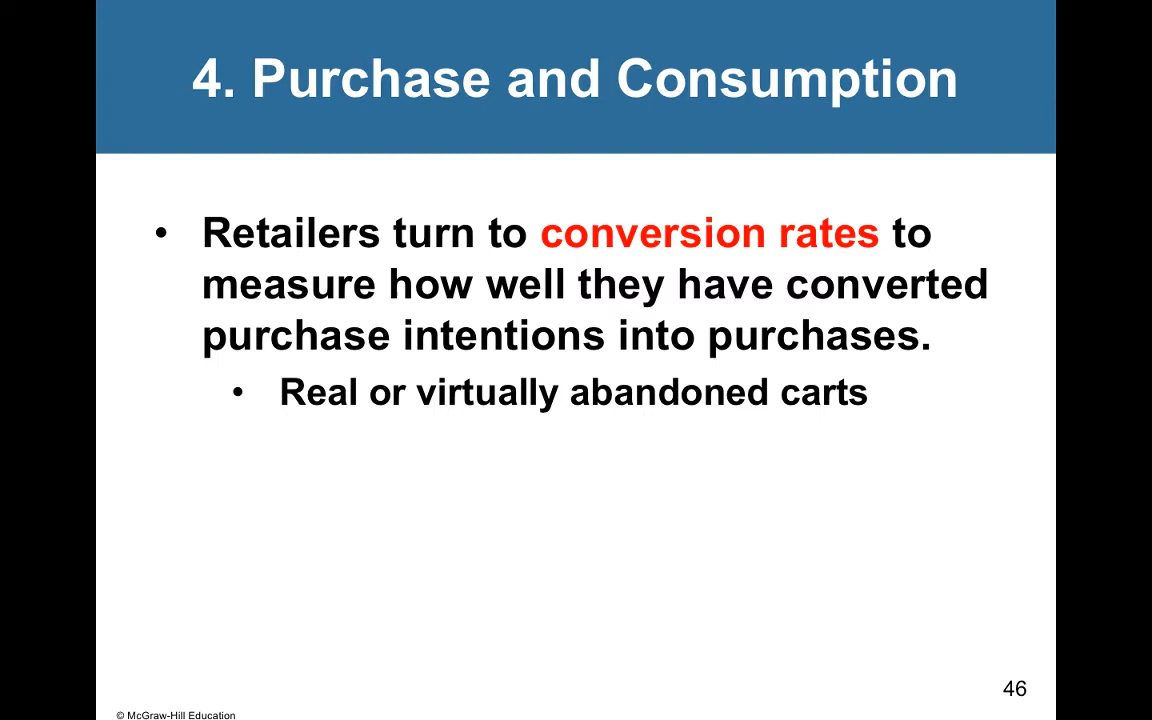 4. Purchase and Consumption
• Retailers turn to conversion rates to
measure how well they have converted
purchase intentions into purchases.
• Real or virtually abandoned carts
46
© McGraw-Hill Education